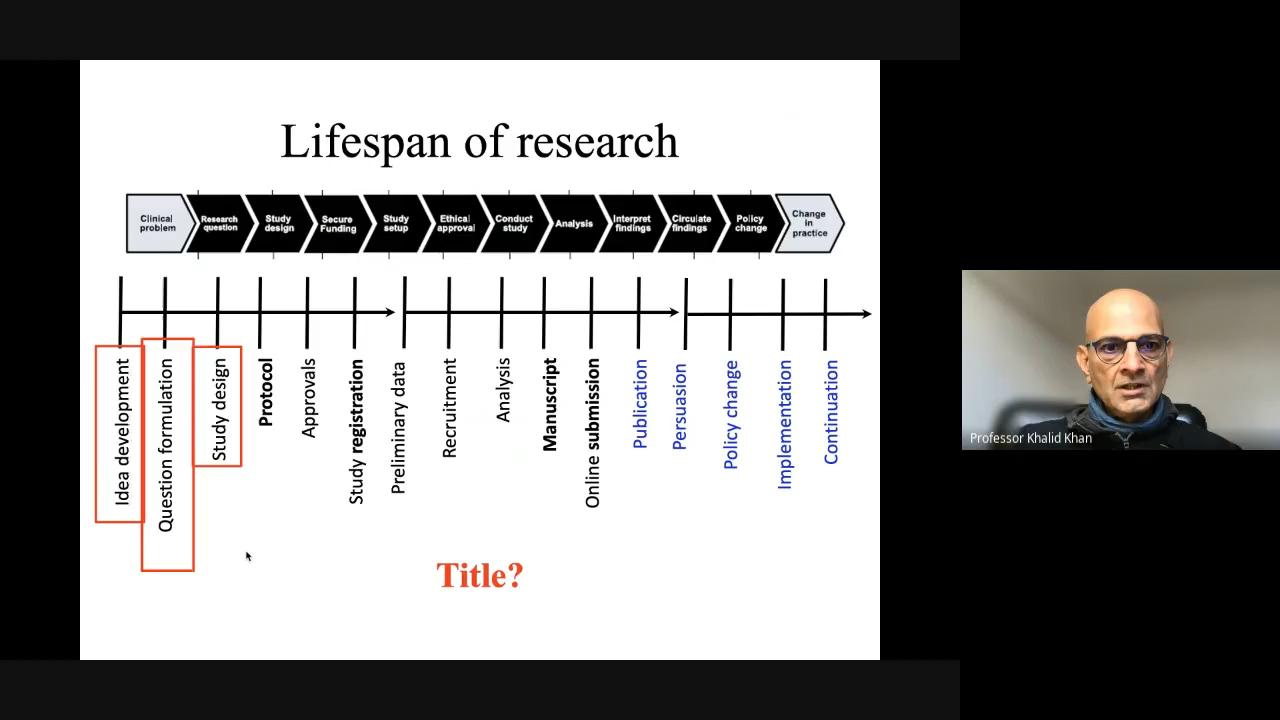 Lifespan of research
Clinical
problem
Research
question
Study
design
Secure
Funding
Study
setup
Ethical
approval
Conduct
study
Analysis
Interpret
findings
Circulate
findings
Policy
change
Change
in
practice
Idea development
Question formulation
Study design
Protocol
Approvals
Study registration
Preliminary data
Recruitment
Analysis
Manuscript
Online submission
Publication
Persuasion
Policy change
Implementation
Continuation
Title?
Professor Khalid Khan